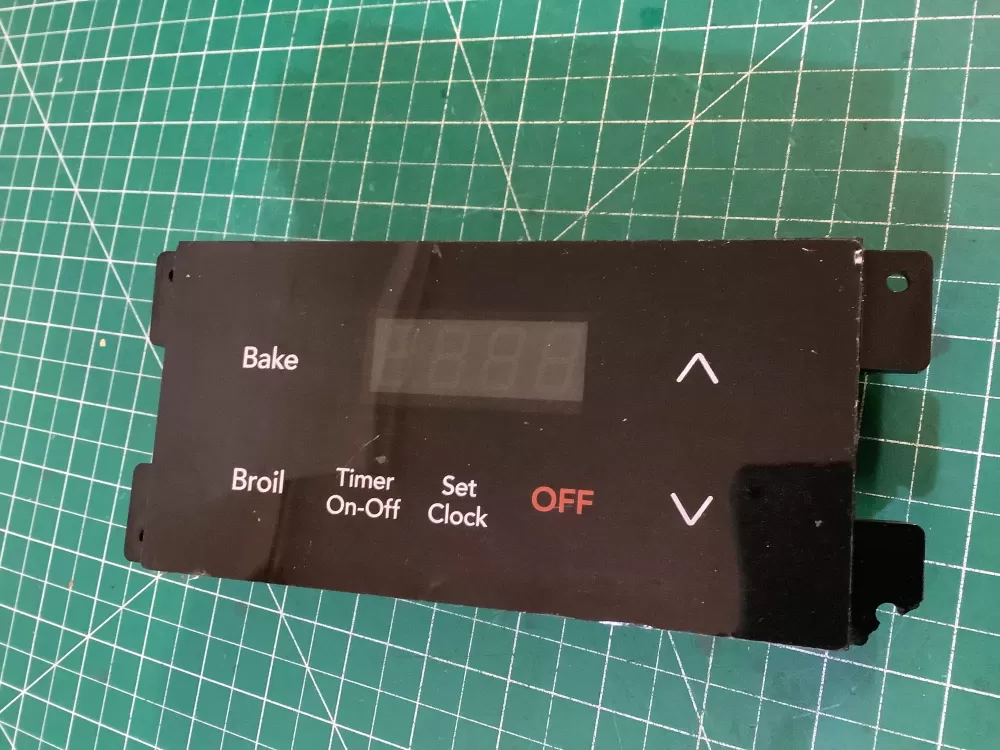 Bake
Broil
Timer
On-Off
Set
Clock
OFF